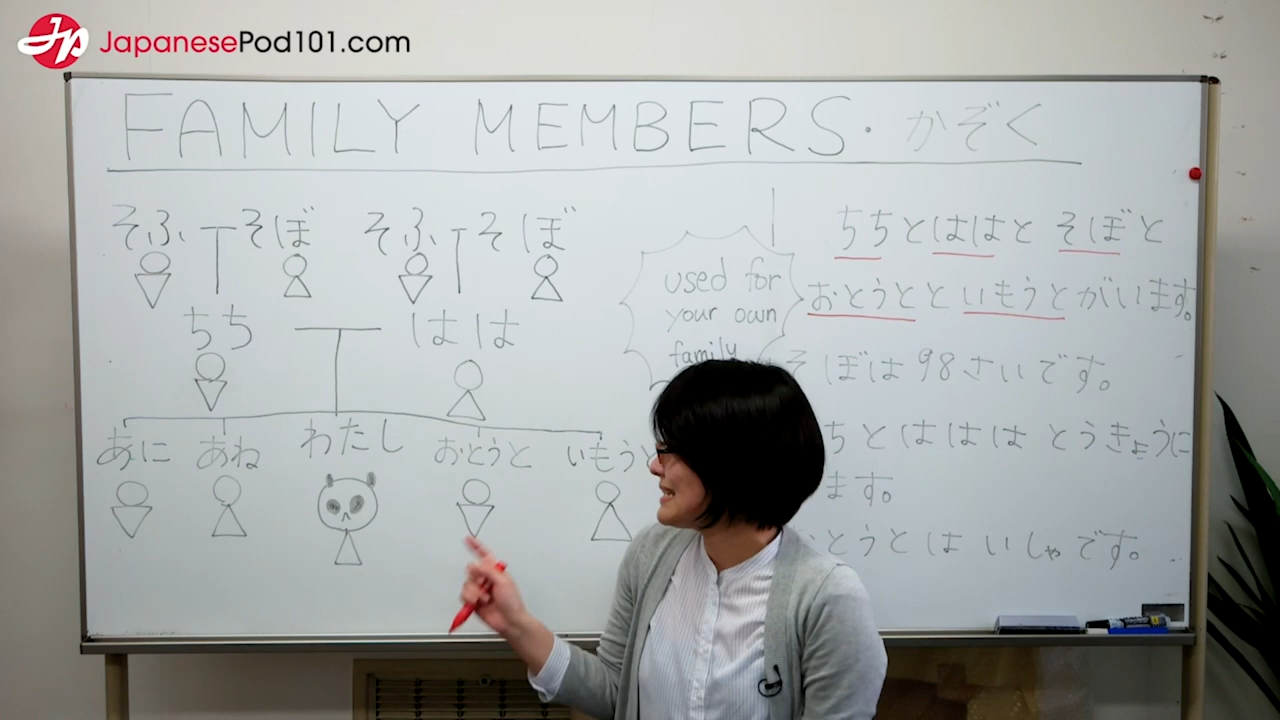 JapanesePod101.com
FAMILY MEMBERS・かぞく
そふ そぼ そふ そぼ
ちち はは
あに あね わたし おとうと いもうと
used for
your own
family
ちちとははと そぼと
おとうとと いもうとがいます。
そぼは 98さいです。
ちとははは とうきょうに
ます。
とうとは いしゃです。